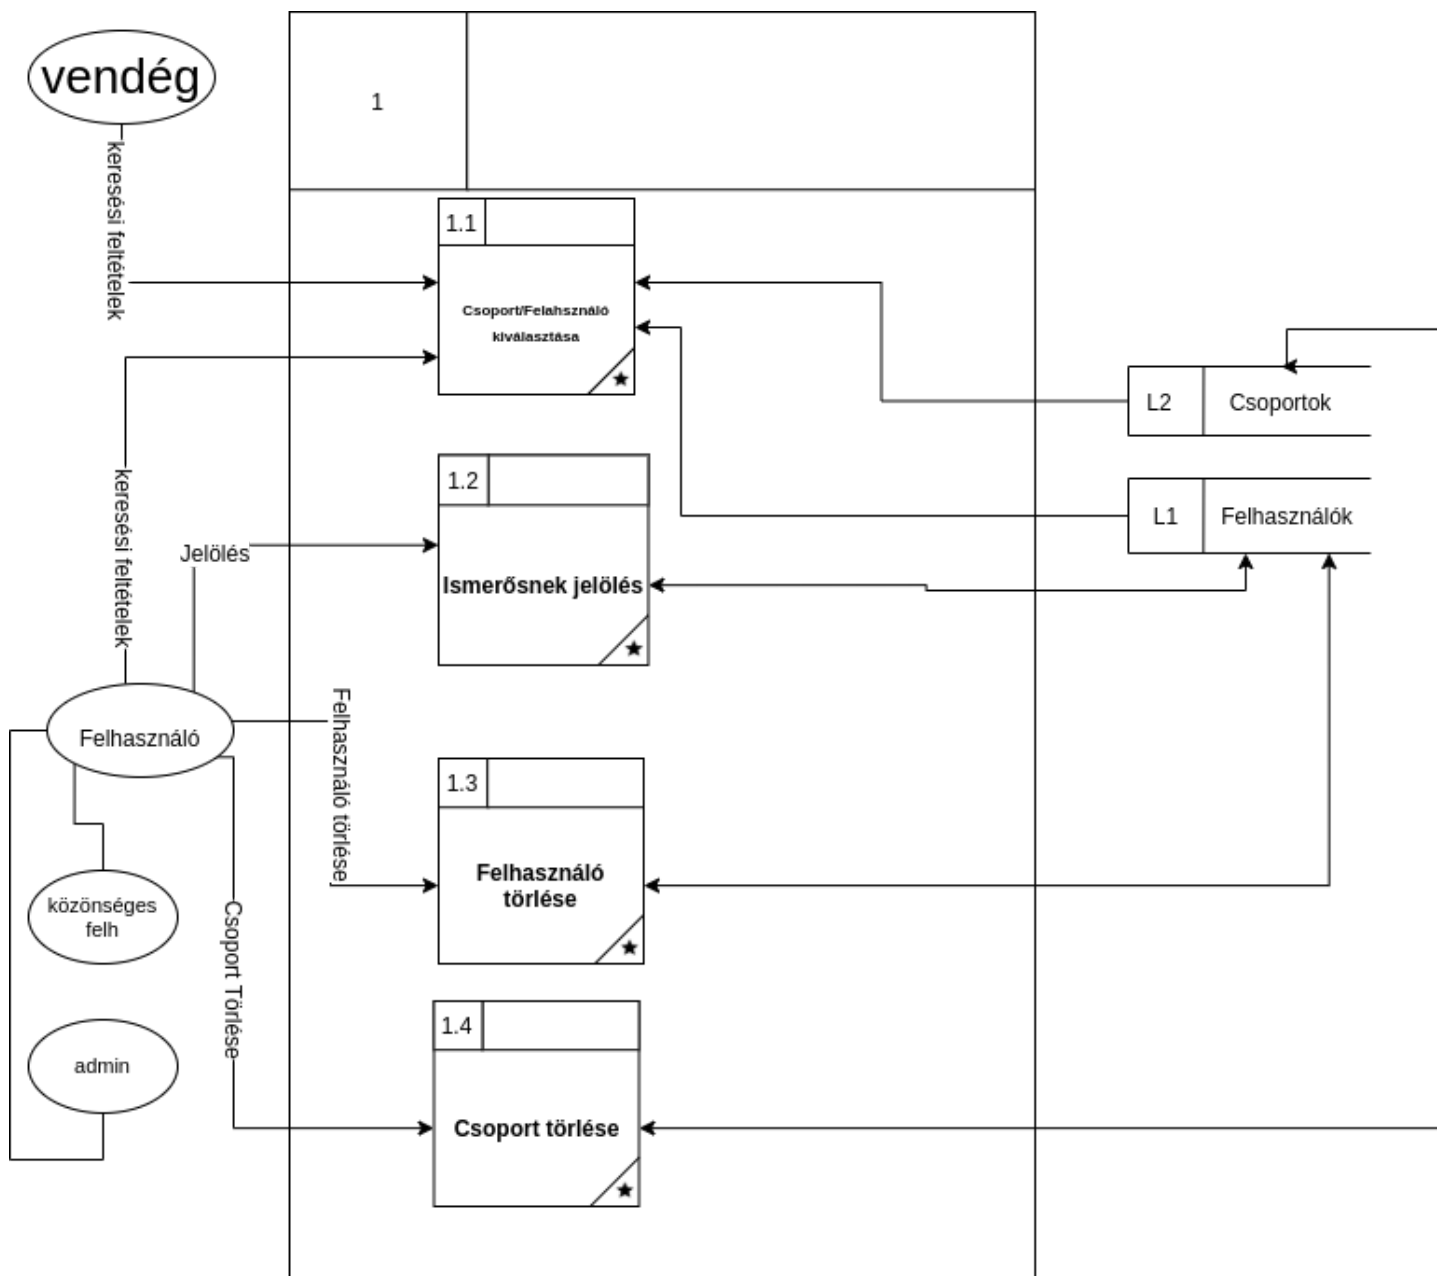 vendég
1
keresési feltételek
1.1
Csoport/Felahsználó
kiválasztása
L2
Csoportok
keresési feltételek
1.2
L1
Felhasználók
Jelölés
Ismerősnek jelölés
Felhasználó
Felhasználó törlése
1.3
Felhasználó
törlése
közönséges
felh
Csoport Törlése
1.4
admin
Csoport törlése